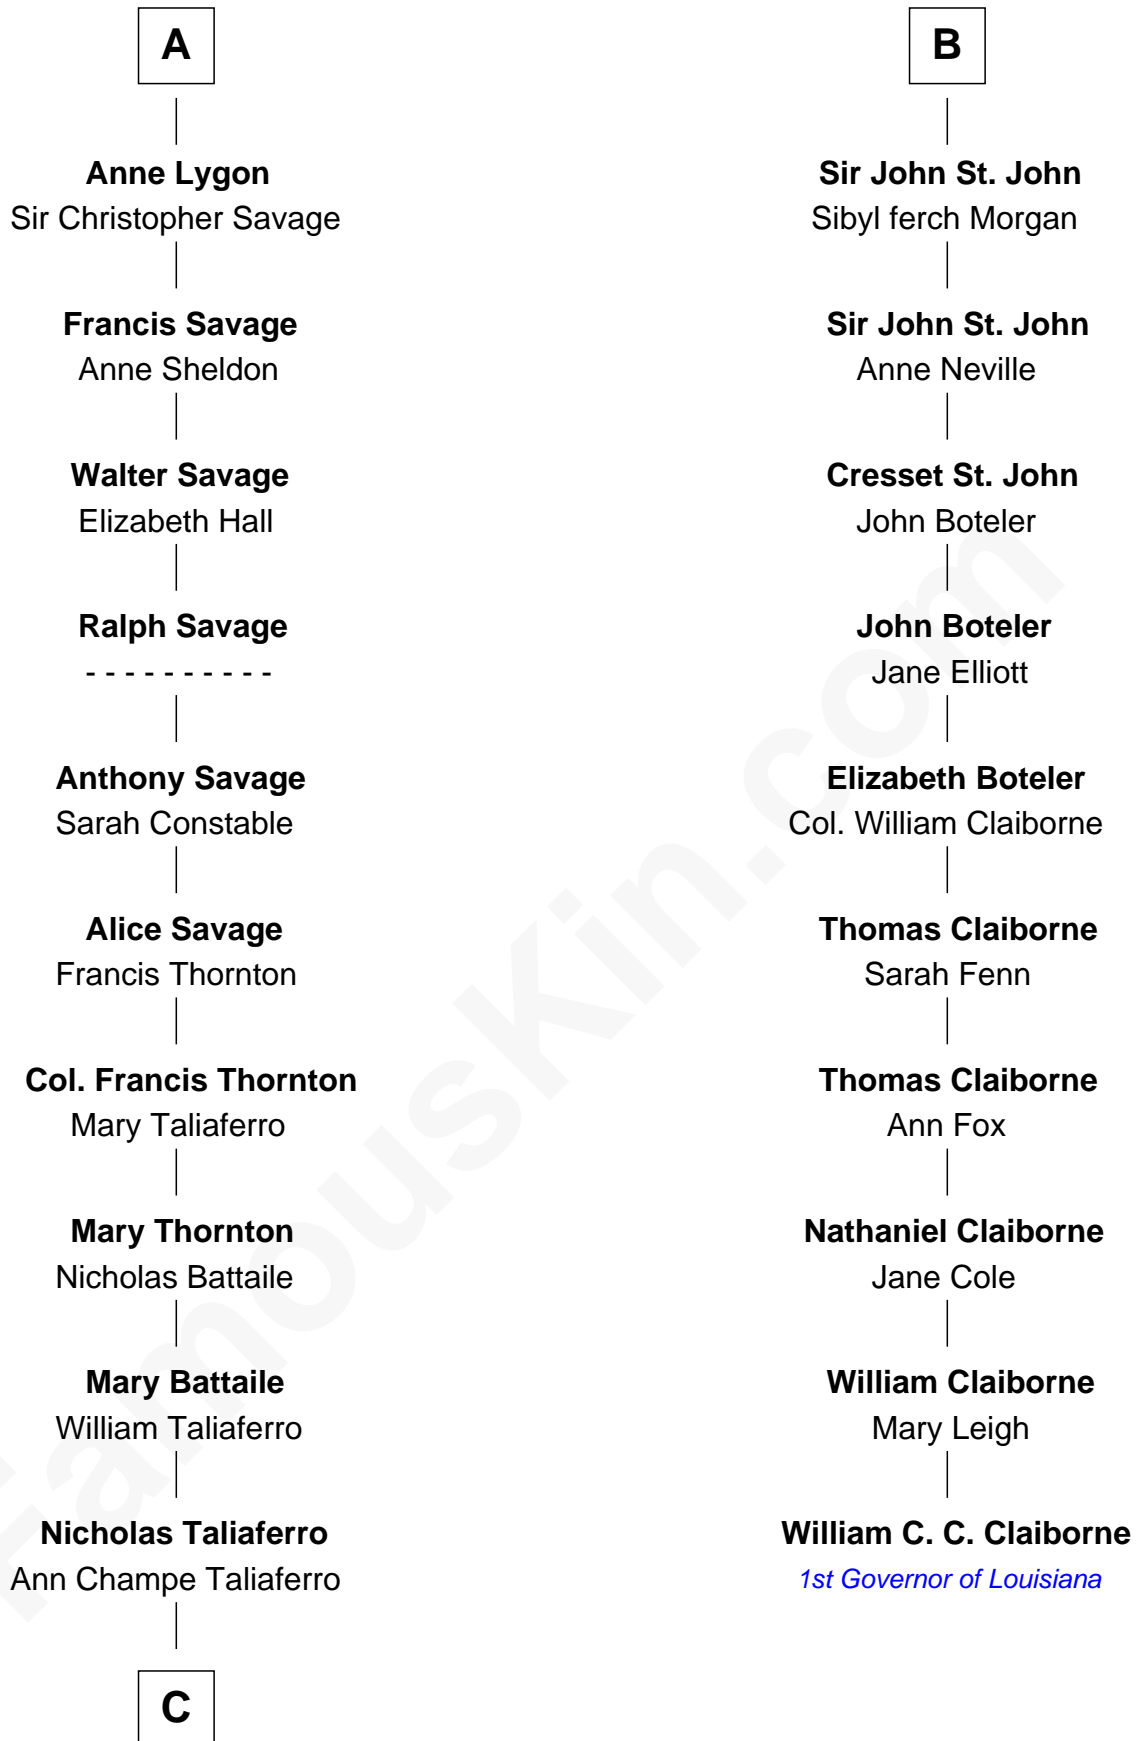 A
Anne Lygon
Sir Christopher Savage
Francis Savage
Anne Sheldon
Walter Savage
Elizabeth Hall
Ralph Savage
- - - - - - - - - -
Anthony Savage
Sarah Constable
Alice Savage
Francis Thornton
Col. Francis Thornton
Mary Taliaferro
Mary Thornton
Nicholas Battaile
Mary Battaile
William Taliaferro
Nicholas Taliaferro
Ann Champe Taliaferro
C
B
Sir John St. John
Sibyl ferch Morgan
Sir John St. John
Anne Neville
Cresset St. John
John Boteler
John Boteler
Jane Elliott
Elizabeth Boteler
Col. William Claiborne
Thomas Claiborne
Sarah Fenn
Thomas Claiborne
Ann Fox
Nathaniel Claiborne
Jane Cole
William Claiborne
Mary Leigh
William C. C. Claiborne
1st Governor of Louisiana
FamousKin.com